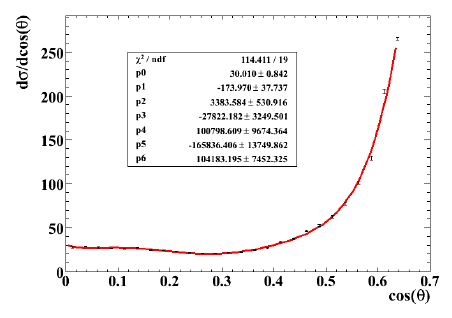 dσ/dcos(θ)
250
200
150
100
50
0
χ² / ndf 114.411 / 19
p0 30.010 ± 0.842
p1 -173.970 ± 37.737
p2 3383.584 ± 530.916
p3 -27822.182 ± 3249.501
p4 100798.609 ± 9674.364
p5 -165836.406 ± 13749.862
p6 104183.195 ± 7452.325
0 0.1 0.2 0.3 0.4 0.5 0.6 0.7
cos(θ)